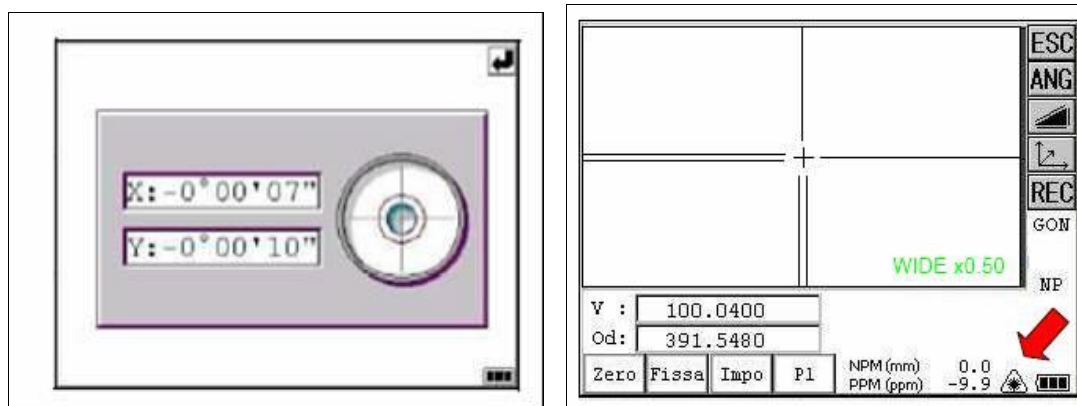 X:-0°00'07"
Y:-0°00'10"
ESC
ANG
REC
GON
WIDE x0.50
NP
V : 100.0400
Od: 391.5480
Zero Fissa Impo P1
NPM (mm) 0.0
PPM (ppm) -9.9